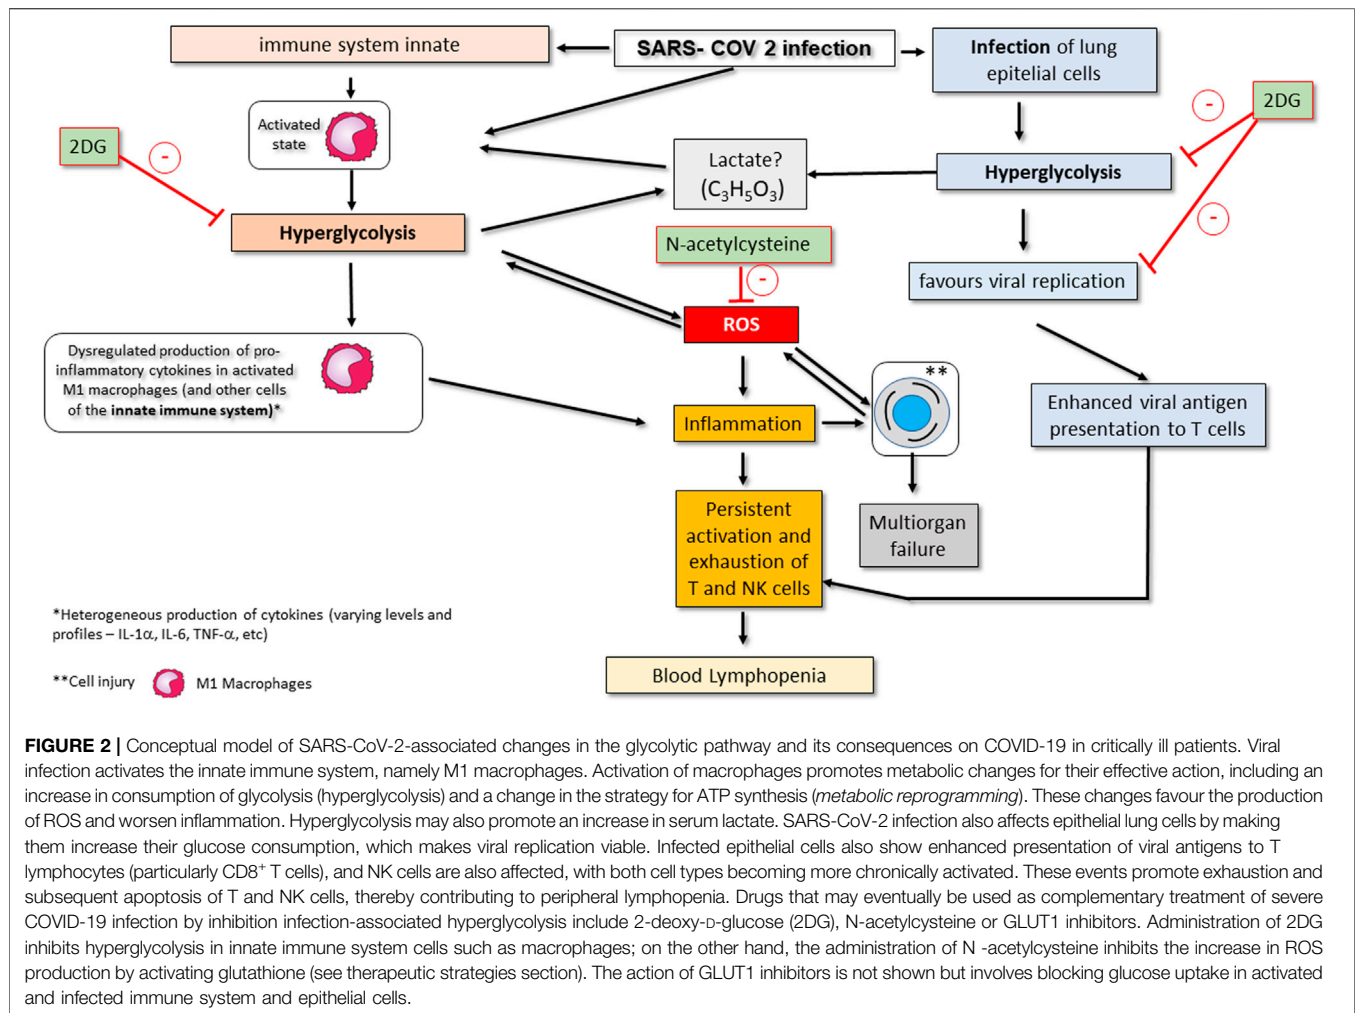 immune system innate
SARS- COV 2 infection
Infection of lung
epitelial cells
Activated
state
2DG
-
2DG
-
-
Lactate?
(C3H5O3)
Hyperglycolysis
Hyperglycolysis
N-acetylcysteine
-
favours viral replication
ROS
Dysregulated production of pro-
inflammatory cytokines in activated
M1 macrophages (and other cells
of the innate immune system)*
**
Inflammation
Enhanced viral antigen
presentation to T cells
Persistent
activation and
exhaustion of
T and NK cells
Multiorgan
failure
*Heterogeneous production of cytokines (varying levels and
profiles – IL-1α, IL-6, TNF-α, etc)
**Cell injury M1 Macrophages
Blood Lymphopenia
FIGURE 2 | Conceptual model of SARS-CoV-2-associated changes in the glycolytic pathway and its consequences on COVID-19 in critically ill patients. Viral
infection activates the innate immune system, namely M1 macrophages. Activation of macrophages promotes metabolic changes for their effective action, including an
increase in consumption of glycolysis (hyperglycolysis) and a change in the strategy for ATP synthesis (metabolic reprogramming). These changes favour the production
of ROS and worsen inflammation. Hyperglycolysis may also promote an increase in serum lactate. SARS-CoV-2 infection also affects epithelial lung cells by making
them increase their glucose consumption, which makes viral replication viable. Infected epithelial cells also show enhanced presentation of viral antigens to T
lymphocytes (particularly CD8+ T cells), and NK cells are also affected, with both cell types becoming more chronically activated. These events promote exhaustion and
subsequent apoptosis of T and NK cells, thereby contributing to peripheral lymphopenia. Drugs that may eventually be used as complementary treatment of severe
COVID-19 infection by inhibition infection-associated hyperglycolysis include 2-deoxy-D-glucose (2DG), N-acetylcysteine or GLUT1 inhibitors. Administration of 2DG
inhibits hyperglycolysis in innate immune system cells such as macrophages; on the other hand, the administration of N -acetylcysteine inhibits the increase in ROS
production by activating glutathione (see therapeutic strategies section). The action of GLUT1 inhibitors is not shown but involves blocking glucose uptake in activated
and infected immune system and epithelial cells.